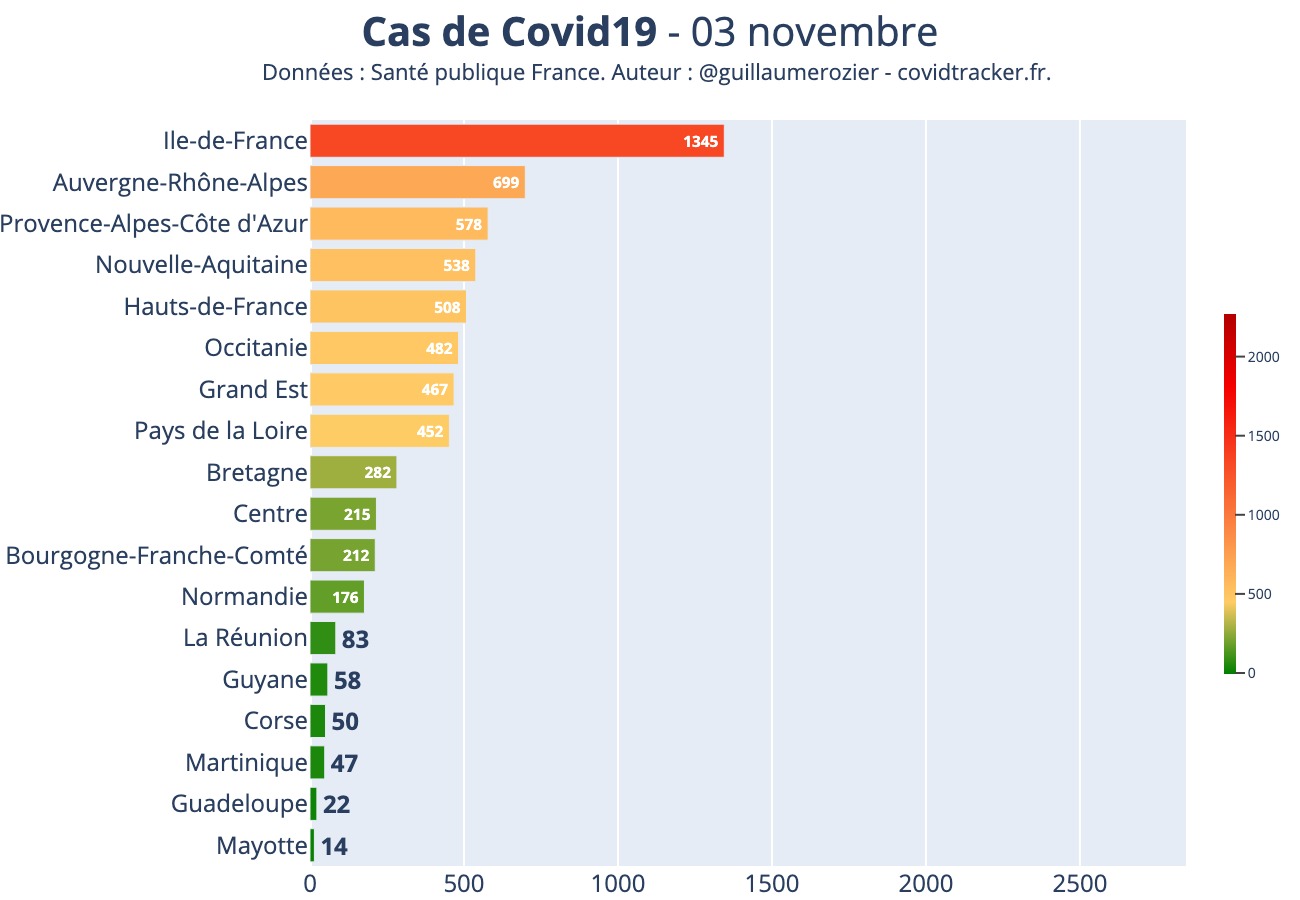 Cas de Covid19 - 03 novembre
Données : Santé publique France. Auteur : @guillaumerozier - covidtracker.fr.
Ile-de-France 1345
Auvergne-Rhône-Alpes 699
Provence-Alpes-Côte d'Azur 578
Nouvelle-Aquitaine 538
Hauts-de-France 508
Occitanie 482
Grand Est 467
Pays de la Loire 452
Bretagne 282
Centre 215
Bourgogne-Franche-Comté 212
Normandie 176
La Réunion 83
Guyane 58
Corse 50
Martinique 47
Guadeloupe 22
Mayotte 14
0 500 1000 1500 2000 2500
2000
1500
1000
500
0